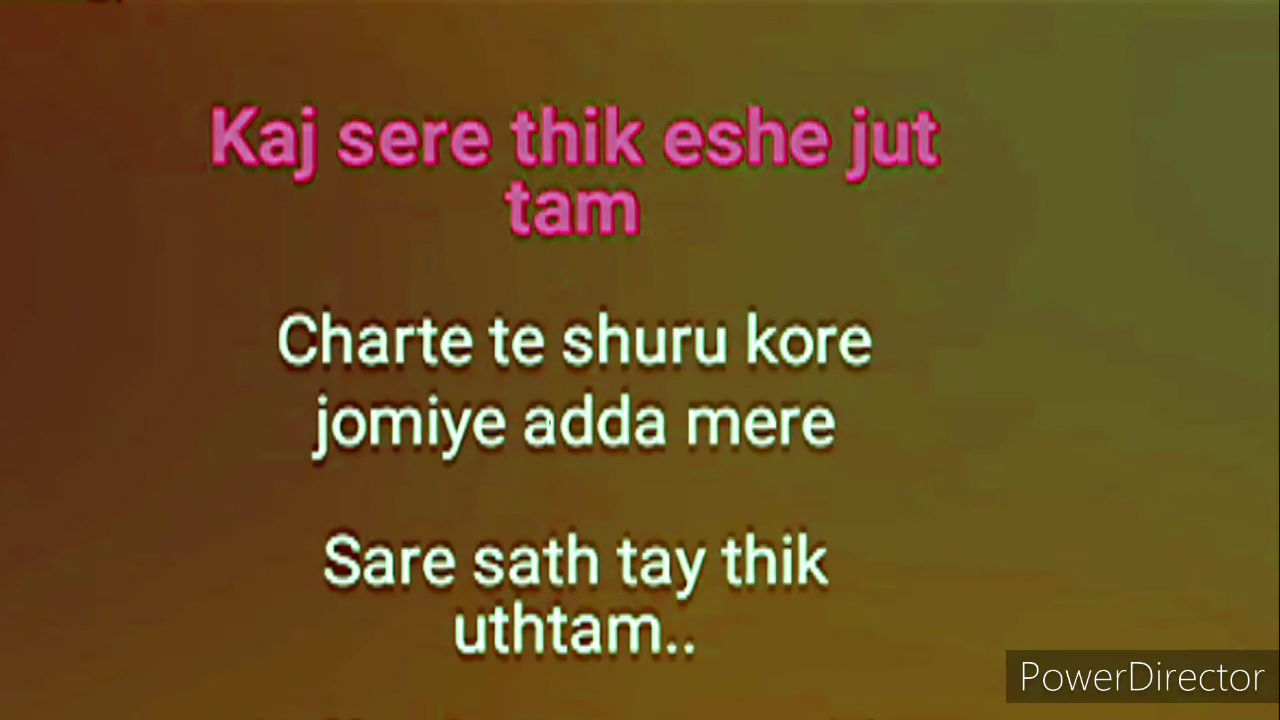 Kaj sere thik eshe jut
tam
Charte te shuru kore
jomiye adda mere
Sare sath tay thik
uthtam..
PowerDirector